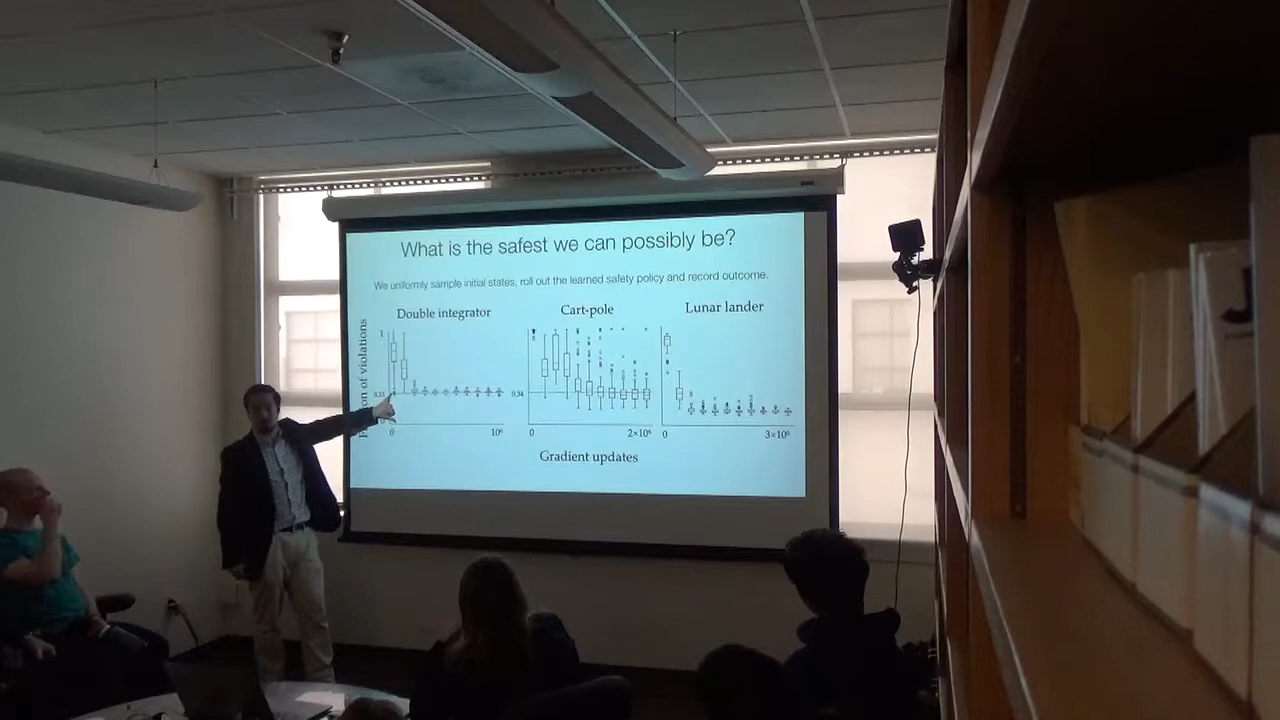 What is the safest we can possibly be?
We uniformly sample initial states, roll out the learned safety policy and record outcome.
Double integrator
Cart-pole
Lunar lander
of violations
1
0.33
0.34
0
10⁶
0
2×10⁶
0
3×10⁶
Gradient updates
J